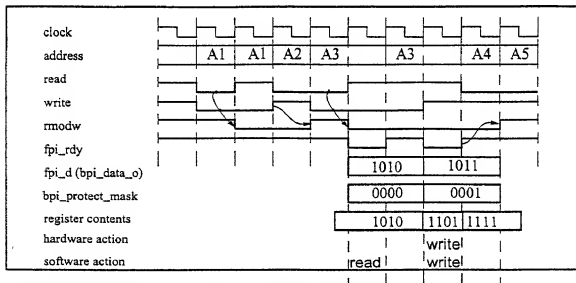 clock
address A1 A1 A2 A3 A3 A4 A5
read
write
rmodw
fpi_rdy
fpi_d (bpi_data_o) 1010 1011
bpi_protect_mask 0000 0001
register contents 1010 1101 1111
hardware action write
software action read write